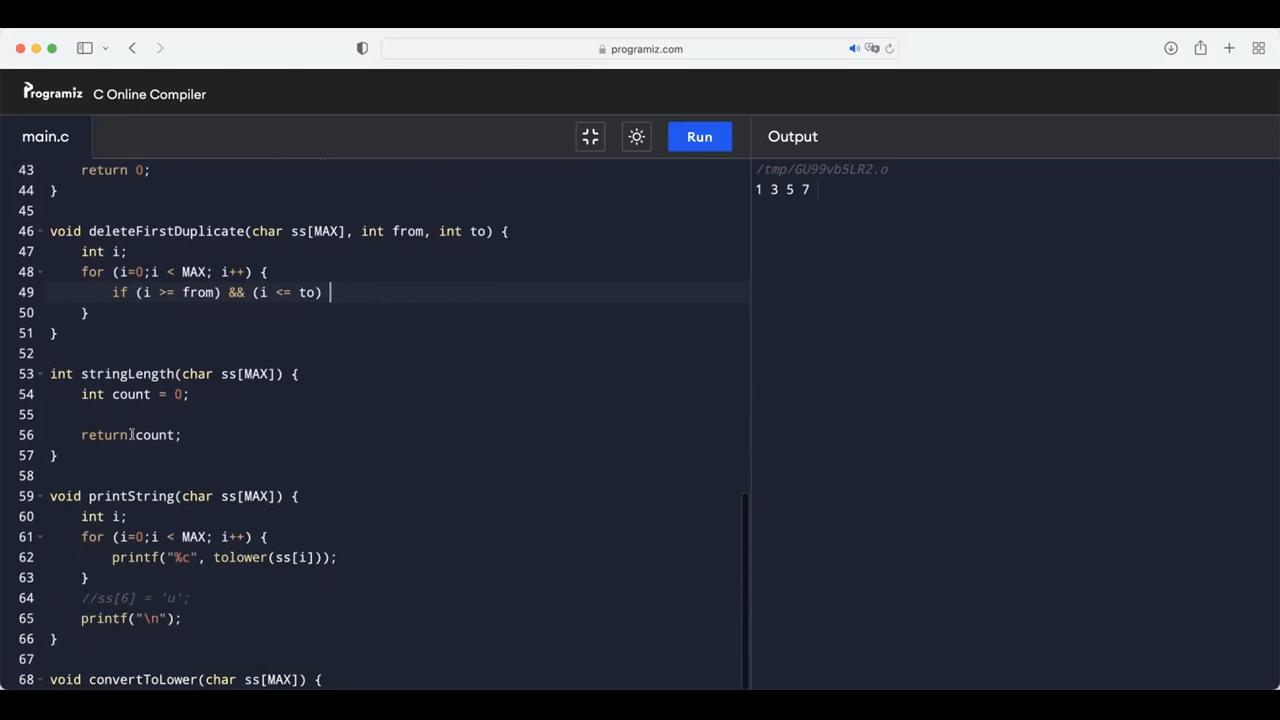 programiz.com
Programiz C Online Compiler
main.c
Run
Output
43 return 0;
44 }
45
46 void deleteFirstDuplicate(char ss[MAX], int from, int to) {
47 int i;
48 for (i=0;i < MAX; i++) {
49 if (i >= from) && (i <= to)
50 }
51 }
52
53 int stringLength(char ss[MAX]) {
54 int count = 0;
55
56 return count;
57 }
58
59 void printString(char ss[MAX]) {
60 int i;
61 for (i=0;i < MAX; i++) {
62 printf("%c", tolower(ss[i]));
63 }
64 //ss[6] = 'u';
65 printf("\n");
66 }
67
68 void convertToLower(char ss[MAX]) {
/tmp/GU99vb5LR2.o
1 3 5 7